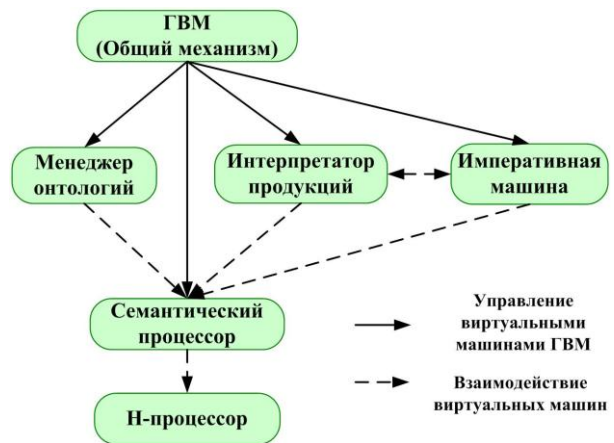 ГВМ
(Общий механизм)
Менеджер
онтологий
Интерпретатор
продукций
Императивная
машина
Семантический
процессор
Н-процессор
Управление
виртуальными
машинами ГВМ
Взаимодействие
виртуальных машин